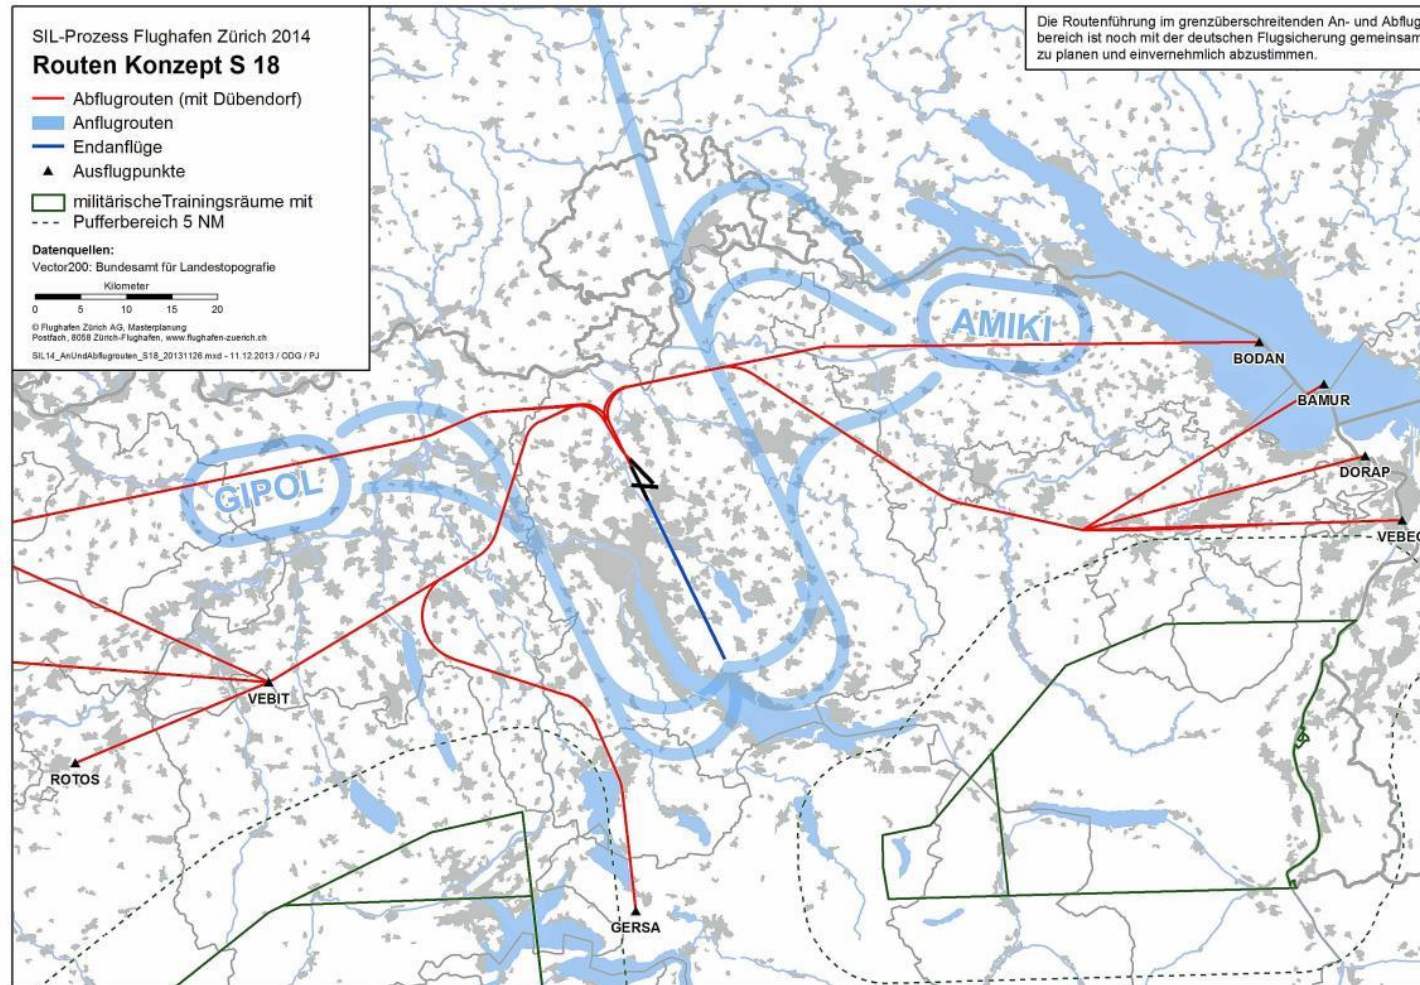 SIL-Prozess Flughafen Zürich 2014
Routen Konzept S 18
Abflugrouten (mit Dübendorf)
Anflugrouten
Endanflüge
Ausflugpunkte
militärischeTrainingsräume mit
Pufferbereich 5 NM
Datenquellen:
Vector200: Bundesamt für Landestopografie
Kilometer
0 5 10 15 20
© Flughafen Zürich AG, Masterplanung
Postfach, 8058 Zürich-Flughafen, www.flughafen-zuerich.ch
SIL14_AnUndAbflugrouten_S18_20131126.mxd - 11.12.2013 / ODG / PJ
Die Routenführung im grenzüberschreitenden An- und Abflug
bereich ist noch mit der deutschen Flugsicherung gemeinsam
zu planen und einvernehmlich abzustimmen.
AMIKI
BODAN
BAMUR
DORAP
GIPOL
VEBEG
VEBIT
ROTOS
GERSA